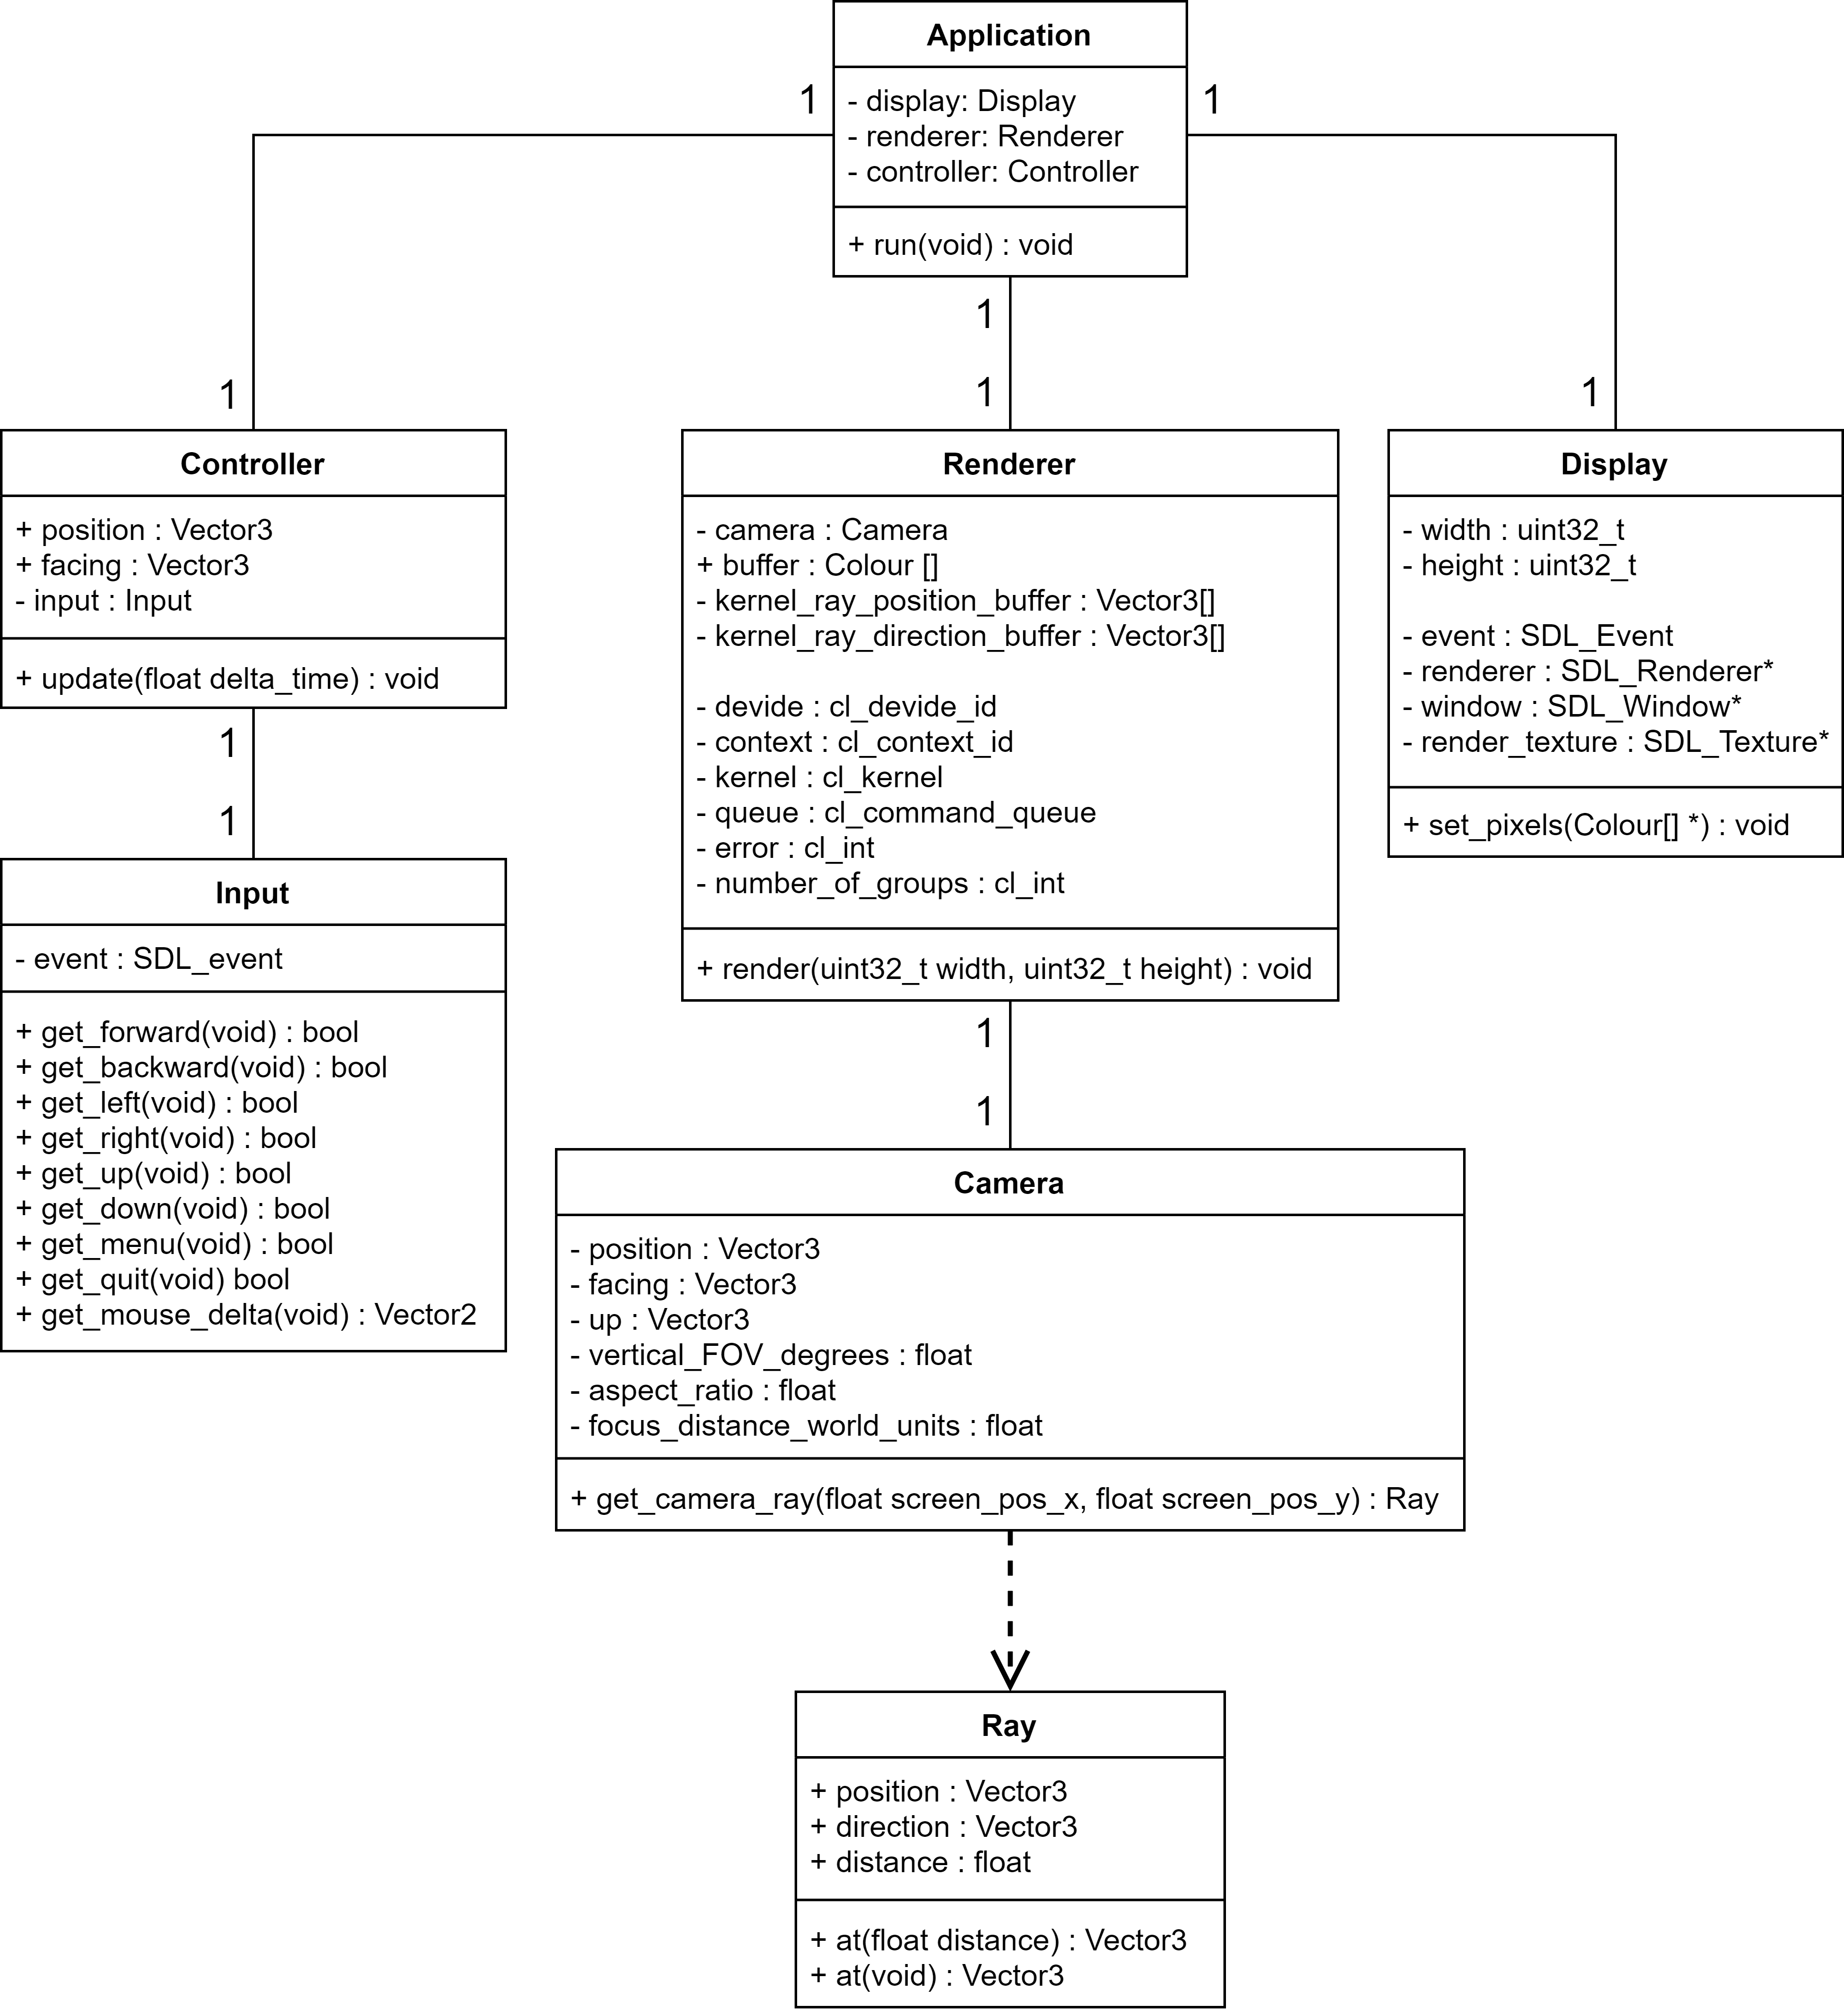 Application
- display: Display
- renderer: Renderer
- controller: Controller
+ run(void) : void
1
1
1
1
1
1
Controller
+ position : Vector3
+ facing : Vector3
- input : Input
+ update(float delta_time) : void
1
1
Input
- event : SDL_event
+ get_forward(void) : bool
+ get_backward(void) : bool
+ get_left(void) : bool
+ get_right(void) : bool
+ get_up(void) : bool
+ get_down(void) : bool
+ get_menu(void) : bool
+ get_quit(void) bool
+ get_mouse_delta(void) : Vector2
Renderer
- camera : Camera
+ buffer : Colour []
- kernel_ray_position_buffer : Vector3[]
- kernel_ray_direction_buffer : Vector3[]
- devide : cl_devide_id
- context : cl_context_id
- kernel : cl_kernel
- queue : cl_command_queue
- error : cl_int
- number_of_groups : cl_int
+ render(uint32_t width, uint32_t height) : void
Display
- width : uint32_t
- height : uint32_t
- event : SDL_Event
- renderer : SDL_Renderer*
- window : SDL_Window*
- render_texture : SDL_Texture*
+ set_pixels(Colour[] *) : void
1
1
Camera
- position : Vector3
- facing : Vector3
- up : Vector3
- vertical_FOV_degrees : float
- aspect_ratio : float
- focus_distance_world_units : float
+ get_camera_ray(float screen_pos_x, float screen_pos_y) : Ray
Ray
+ position : Vector3
+ direction : Vector3
+ distance : float
+ at(float distance) : Vector3
+ at(void) : Vector3